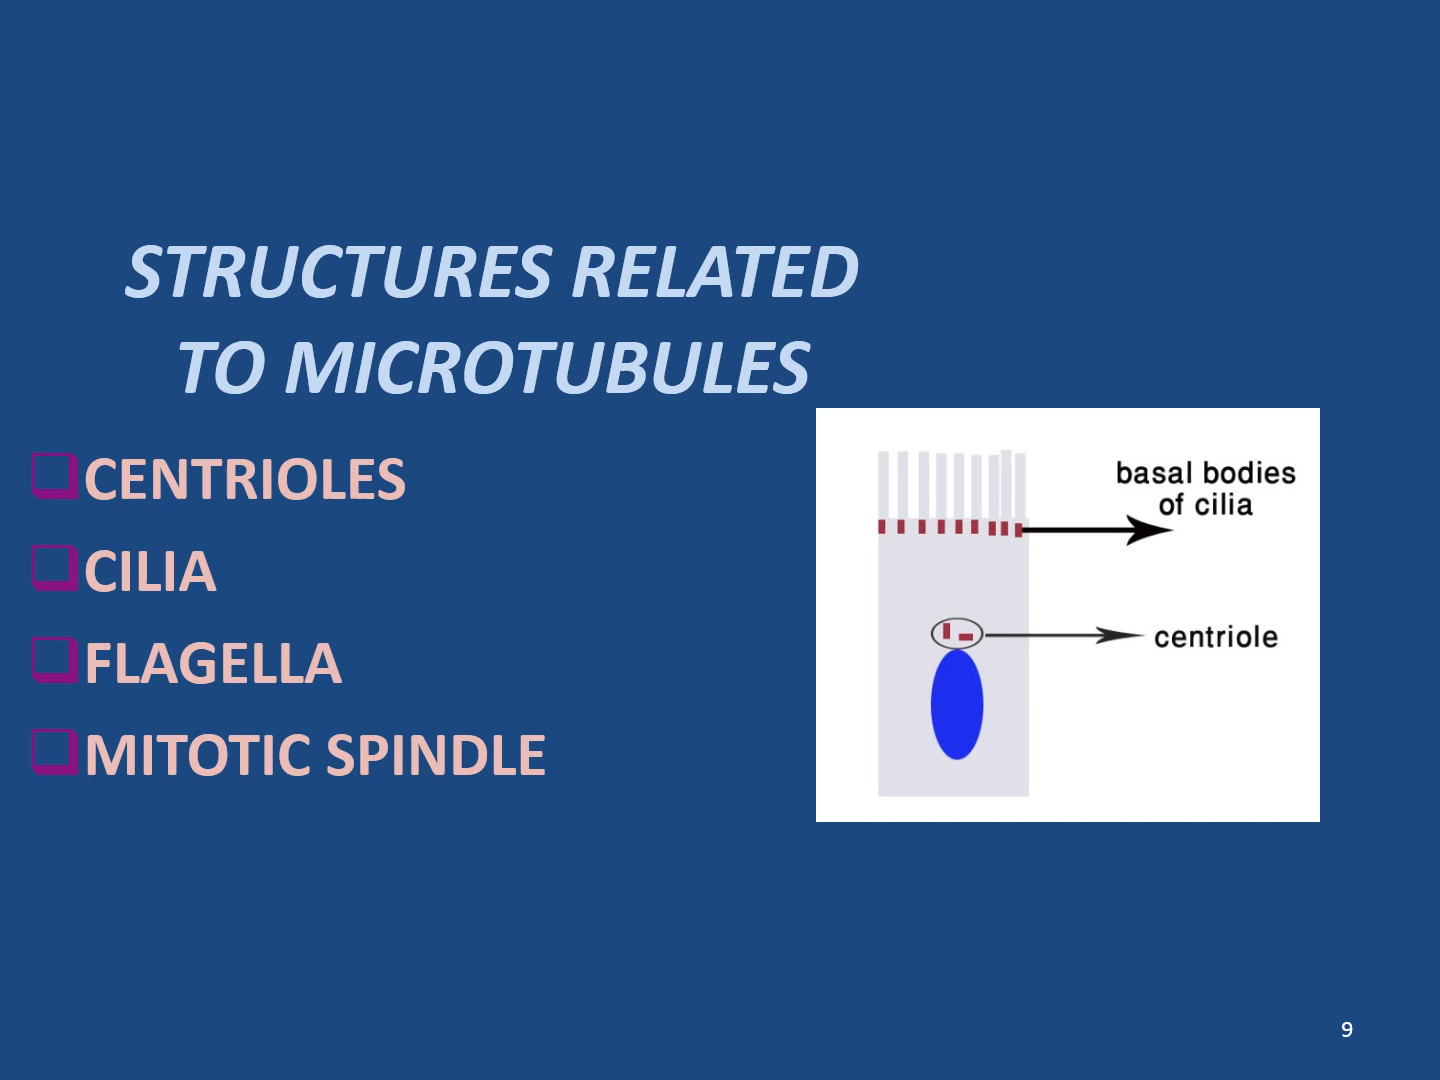 STRUCTURES RELATED
TO MICROTUBULES
CENTRIOLES
CILIA
FLAGELLA
MITOTIC SPINDLE
basal bodies
of cilia
centriole
9